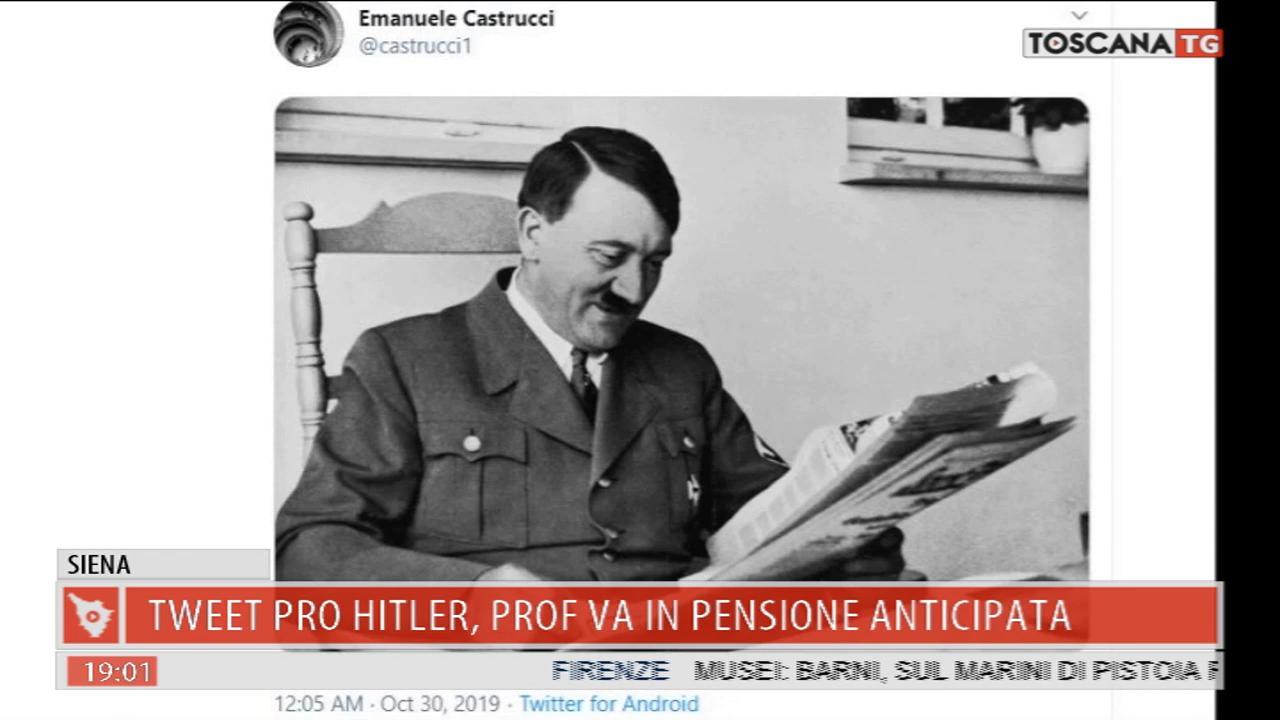 Emanuele Castrucci
@castrucci1
TOSCANA TG
SIENA
TWEET PRO HITLER, PROF VA IN PENSIONE ANTICIPATA
19:01
FIRENZE MUSEI: BARNI, SUL MARINI DI PISTOIA
12:05 AM · Oct 30, 2019 · Twitter for Android